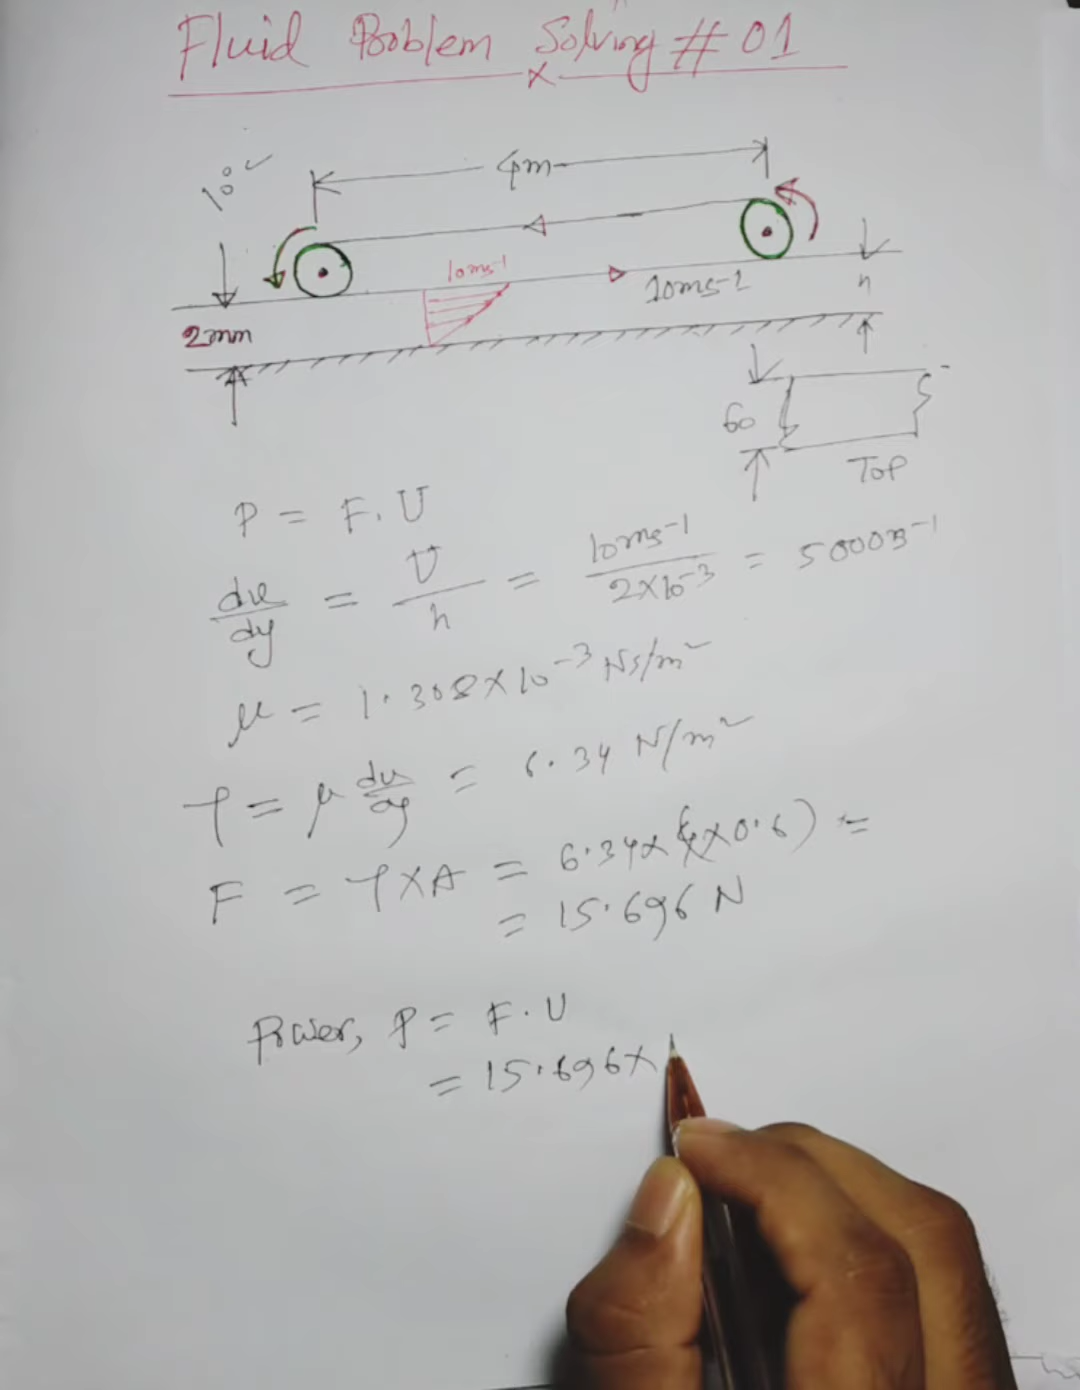 Fluid Problem Solving # 01
4m
10°C
10ms-1
10ms-1
h
2mm
60
Top
P = F. U
du/dy = U/h = 10ms-1/2×10-3 = 5000s-1
μ = 1.308×10-3 Ns/m2
τ = μ du/dy = 6.34 N/m2
F = τ×A = 6.34×(4×0.6) =
= 15.696 N
Power, P = F.U
= 15.696×